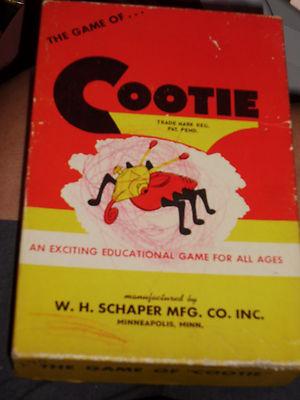 THE GAME OF...
COOTIE
TRADE MARK REG.
PAT. PEND.
AN EXCITING EDUCATIONAL GAME FOR ALL AGES
manufactured by
W. H. SCHAPER MFG. CO. INC.
MINNEAPOLIS, MINN.
THE GAME OF "COOTIE"